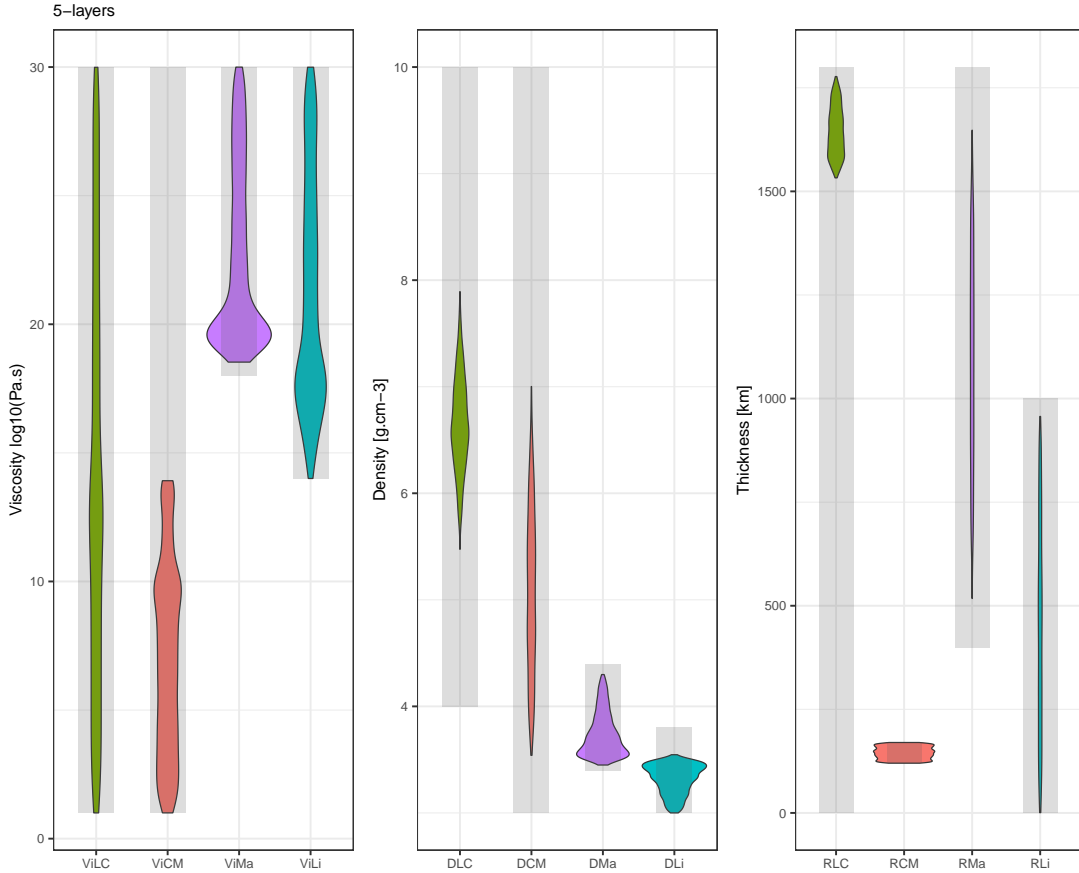 5−layers
Viscosity log10(Pa.s)
30
20
10
0
ViLC ViCM ViMa ViLi
Density [g.cm−3]
10
8
6
4
DLC DCM DMa DLi
Thickness [km]
1500
1000
500
0
RLC RCM RMa RLi